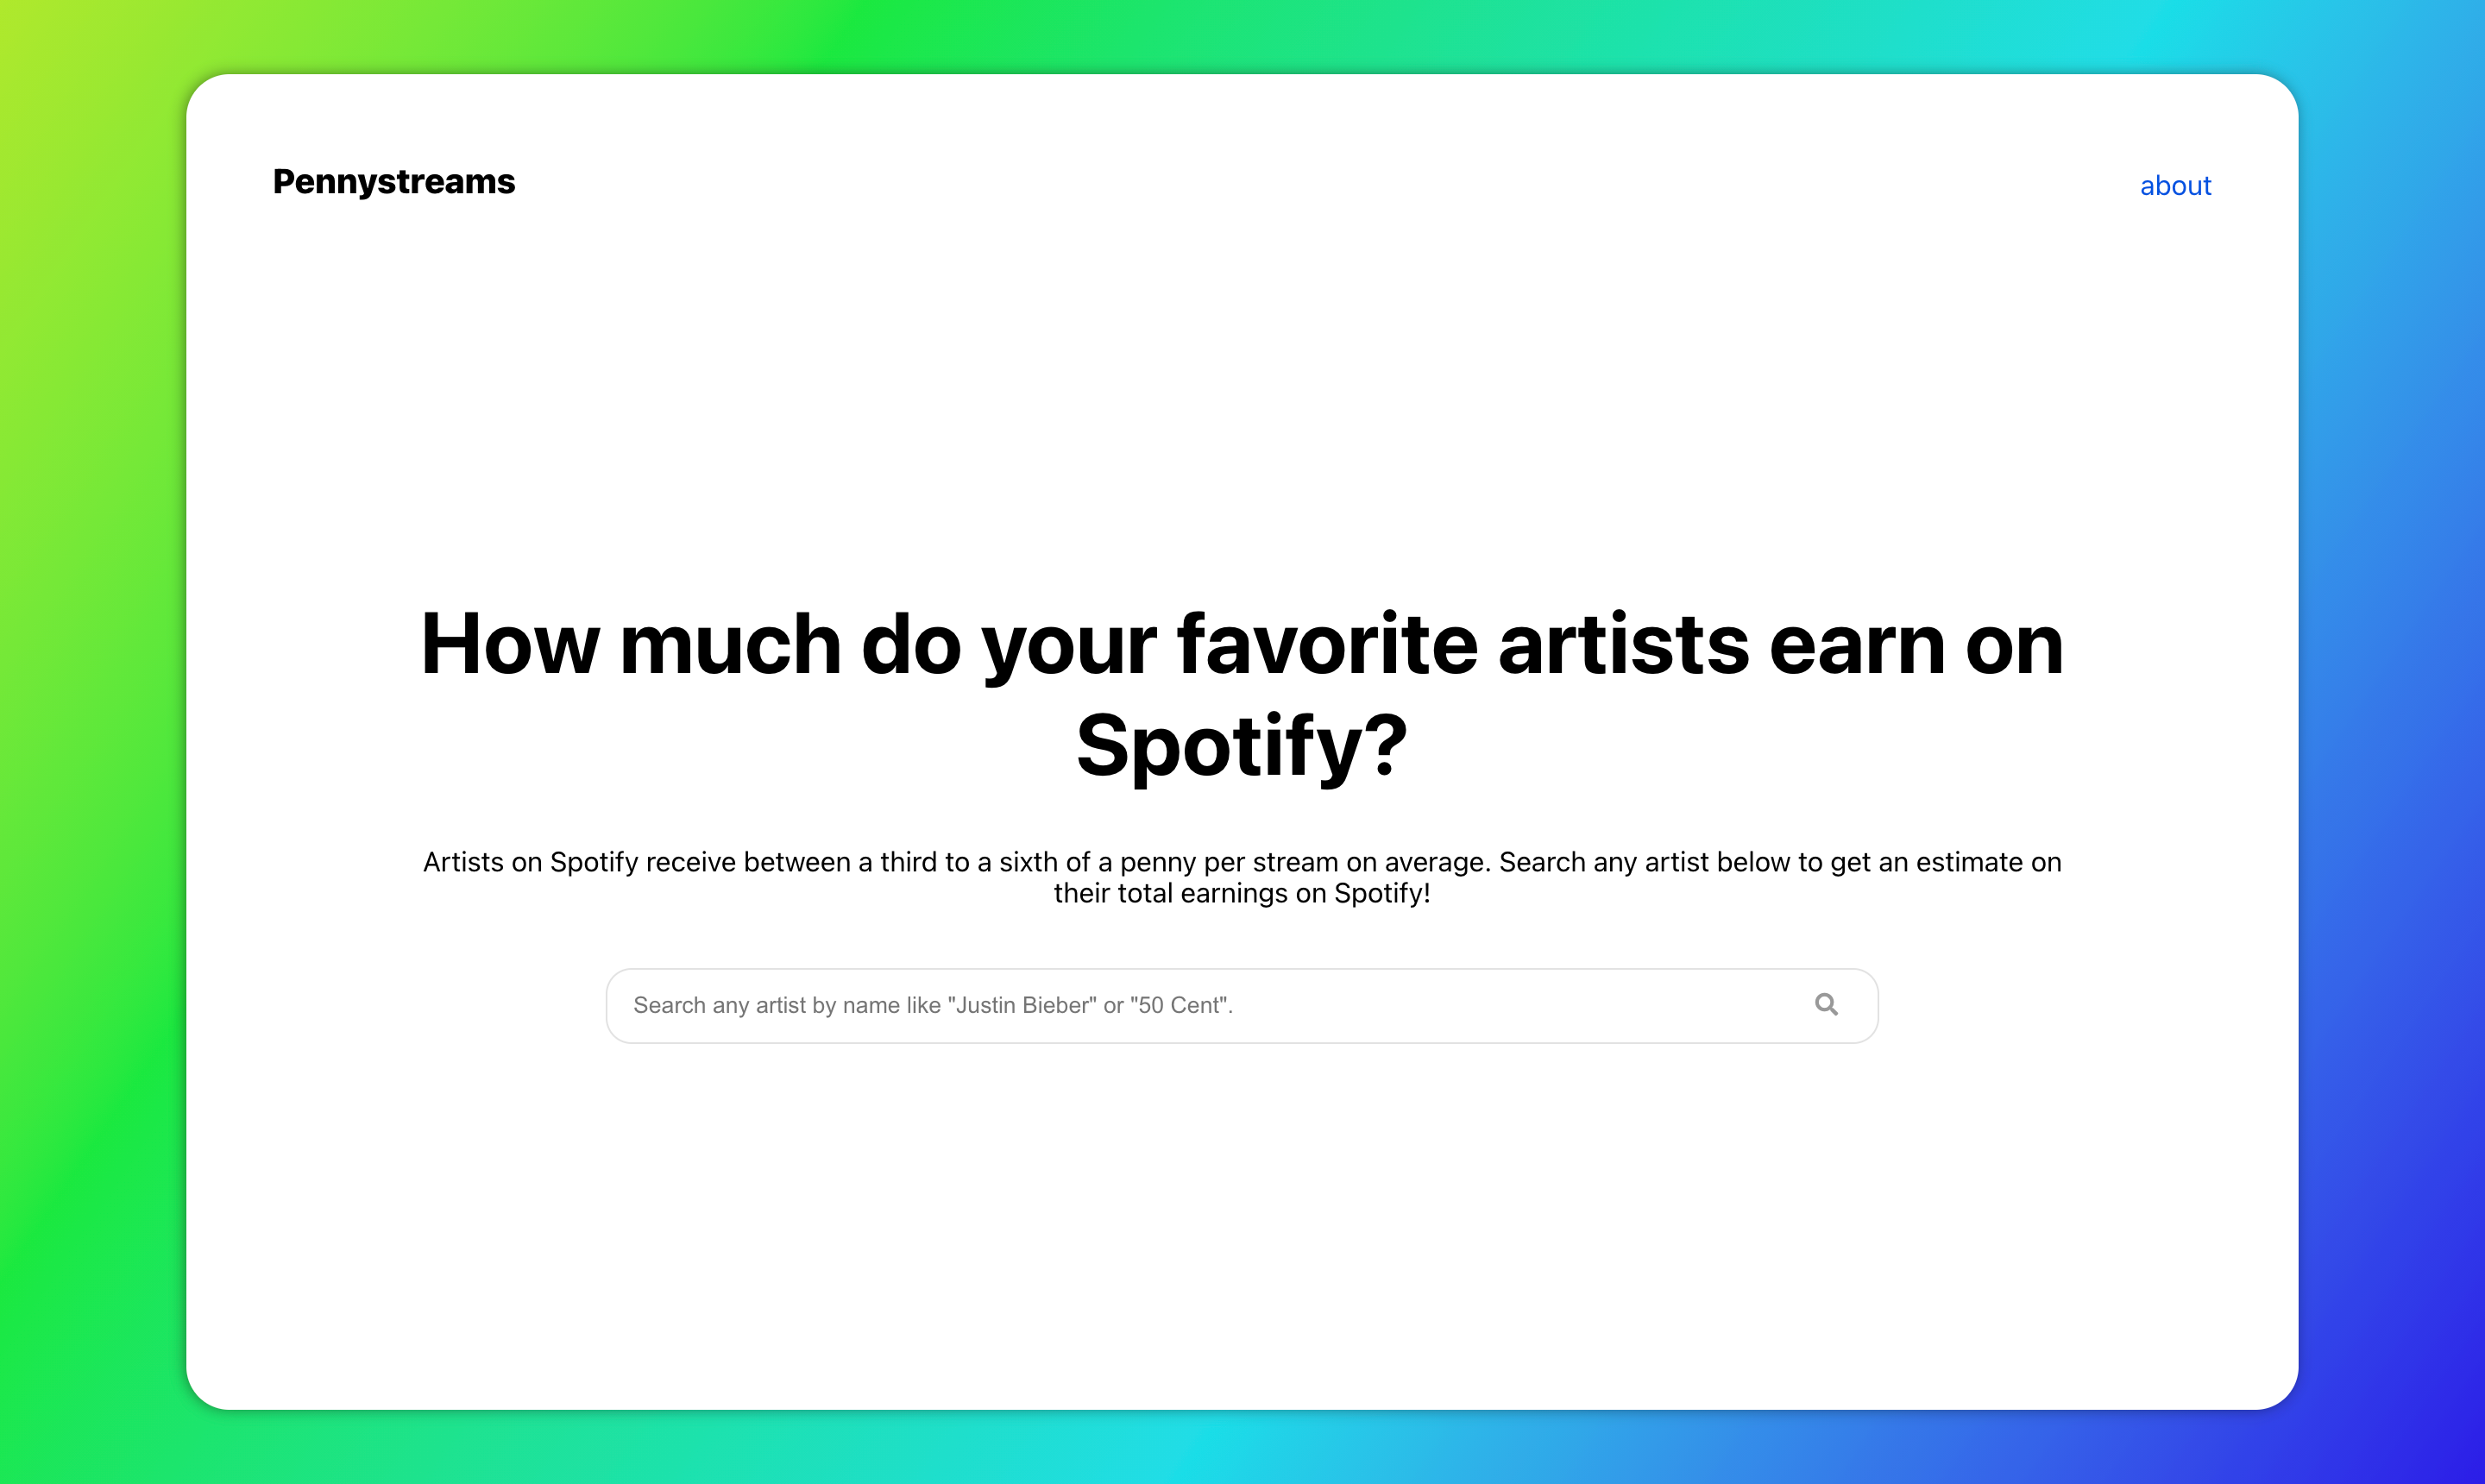 Pennystreams
about
How much do your favorite artists earn on
Spotify?
Artists on Spotify receive between a third to a sixth of a penny per stream on average. Search any artist below to get an estimate on
their total earnings on Spotify!
Search any artist by name like "Justin Bieber" or "50 Cent".